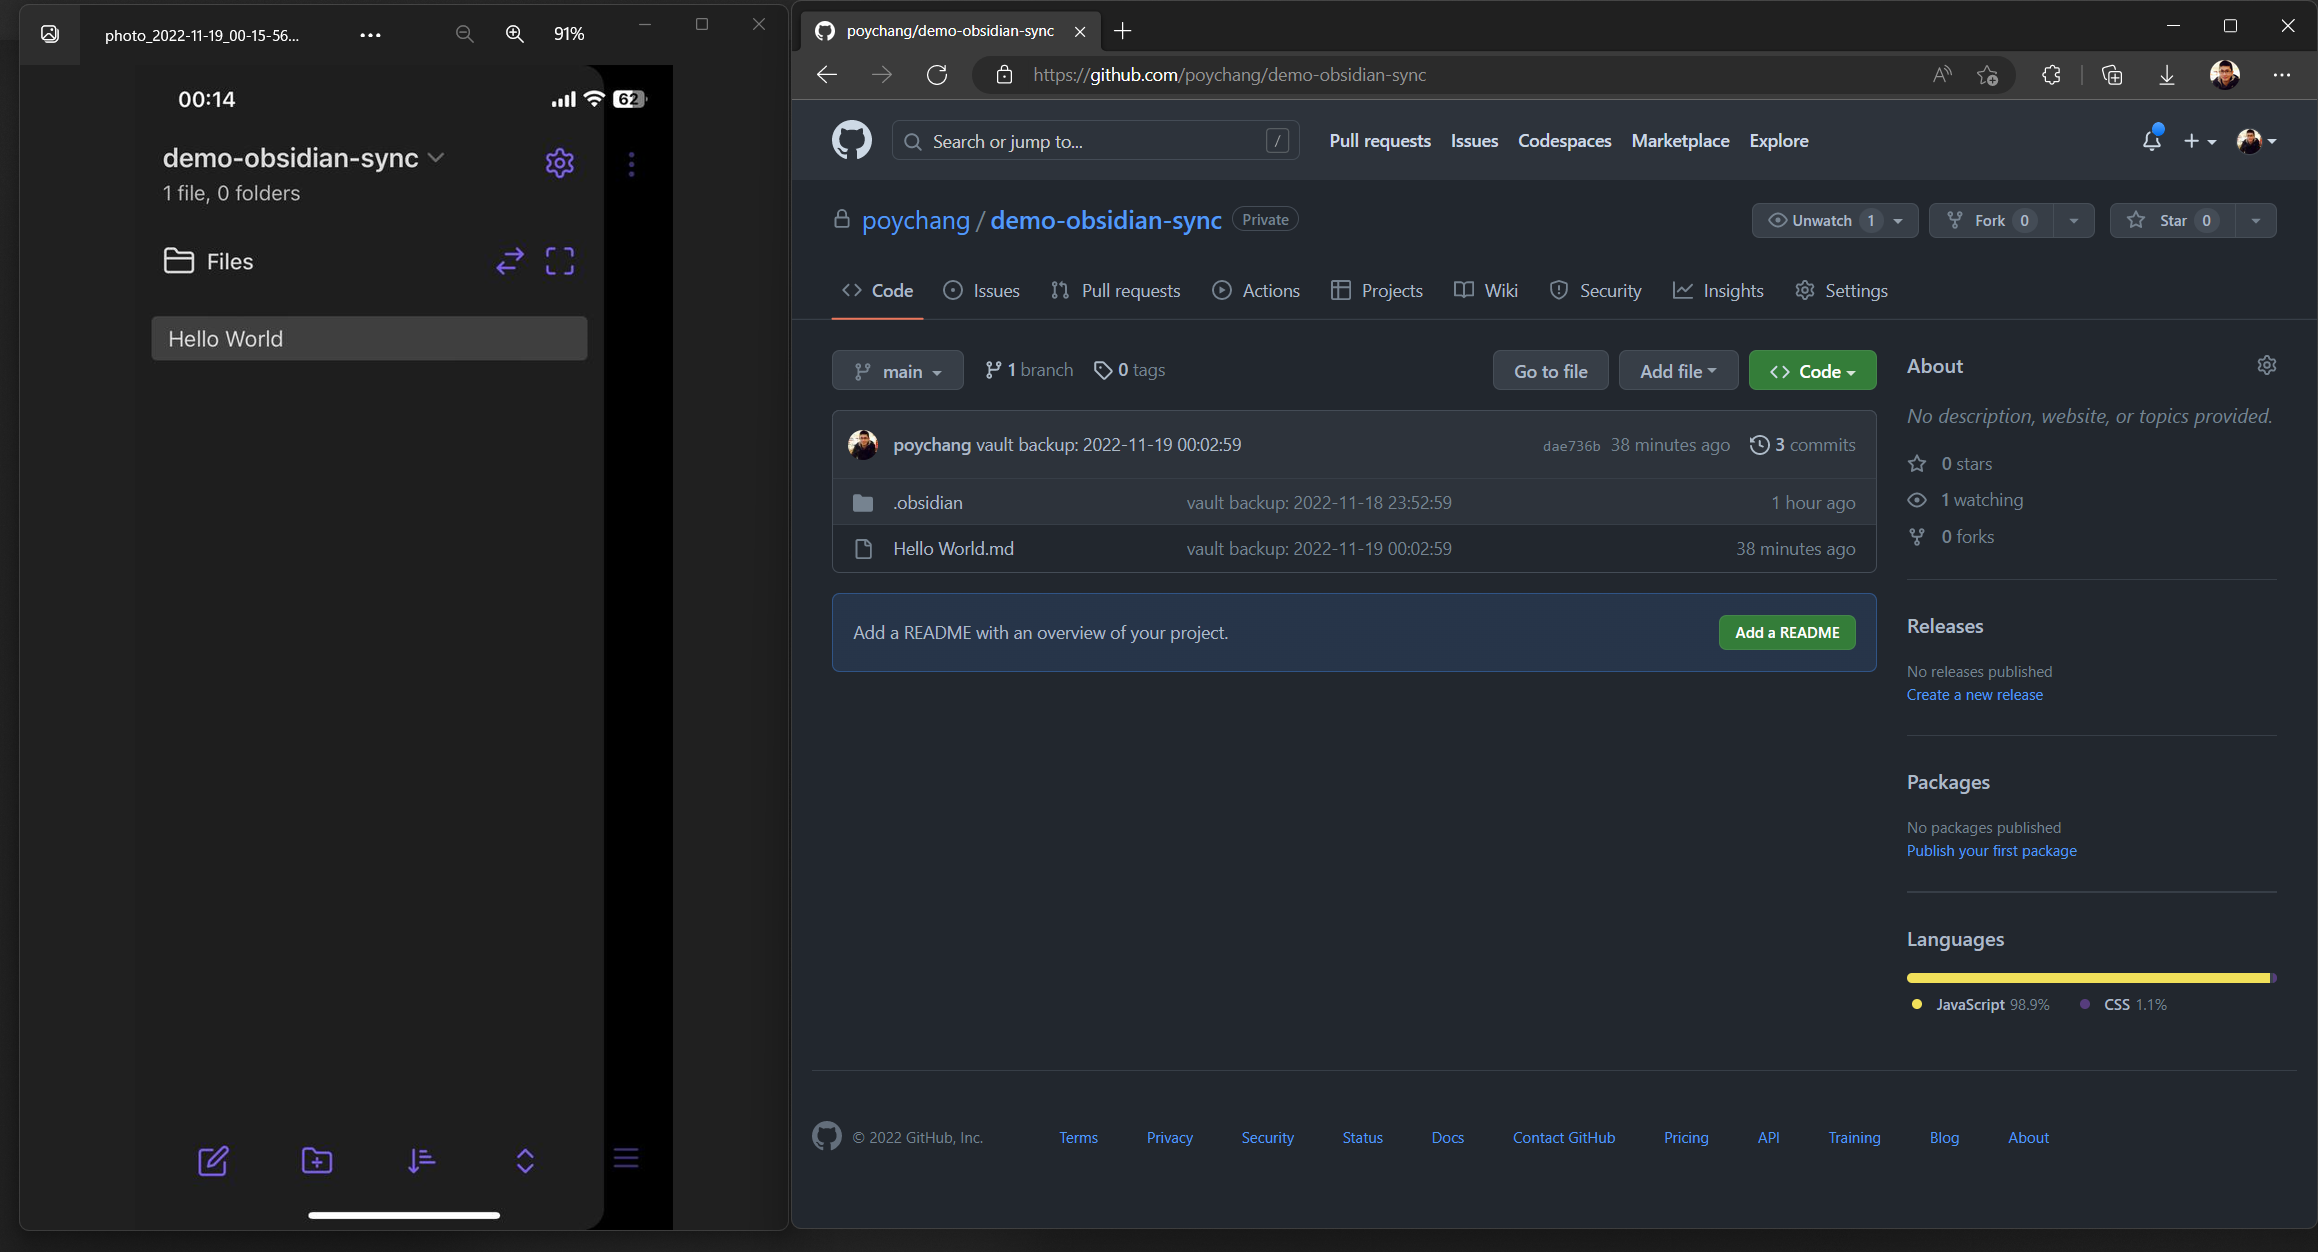 photo_2022-11-19_00-15-56...
91%
00:14
62
demo-obsidian-sync
1 file, 0 folders
Files
Hello World
poychang/demo-obsidian-sync
https://github.com/poychang/demo-obsidian-sync
Search or jump to...
/
Pull requests
Issues
Codespaces
Marketplace
Explore
poychang / demo-obsidian-sync
Private
Unwatch 1
Fork 0
Star 0
Code
Issues
Pull requests
Actions
Projects
Wiki
Security
Insights
Settings
main
1 branch
0 tags
Go to file
Add file
Code
poychang vault backup: 2022-11-19 00:02:59
dae736b 38 minutes ago
3 commits
.obsidian
vault backup: 2022-11-18 23:52:59
1 hour ago
Hello World.md
vault backup: 2022-11-19 00:02:59
38 minutes ago
Add a README with an overview of your project.
Add a README
About
No description, website, or topics provided.
0 stars
1 watching
0 forks
Releases
No releases published
Create a new release
Packages
No packages published
Publish your first package
Languages
JavaScript 98.9%
CSS 1.1%
© 2022 GitHub, Inc.
Terms
Privacy
Security
Status
Docs
Contact GitHub
Pricing
API
Training
Blog
About